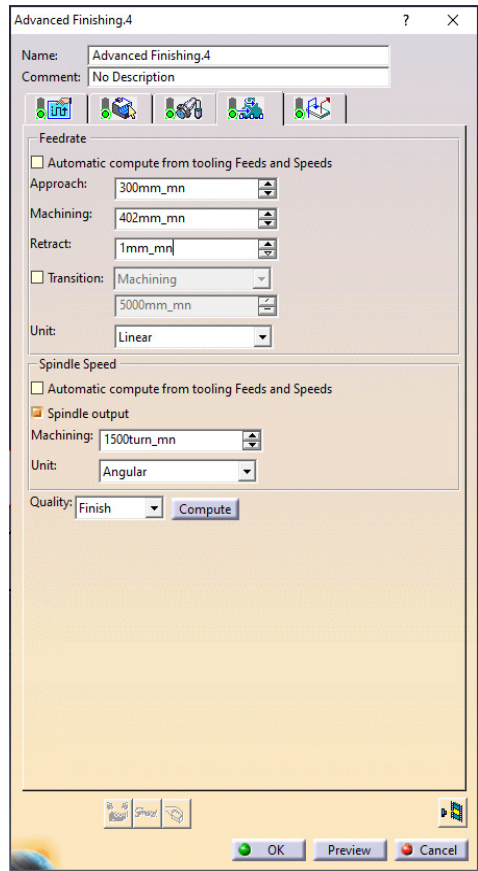 Advanced Finishing.4 ? X
Name: Advanced Finishing.4
Comment: No Description
Feedrate
Automatic compute from tooling Feeds and Speeds
Approach: 300mm_mn
Machining: 402mm_mn
Retract: 1mm_mn
Transition: Machining
5000mm_mn
Unit: Linear
Spindle Speed
Automatic compute from tooling Feeds and Speeds
Spindle output
Machining: 1500turn_mn
Unit: Angular
Quality: Finish Compute
OK Preview Cancel